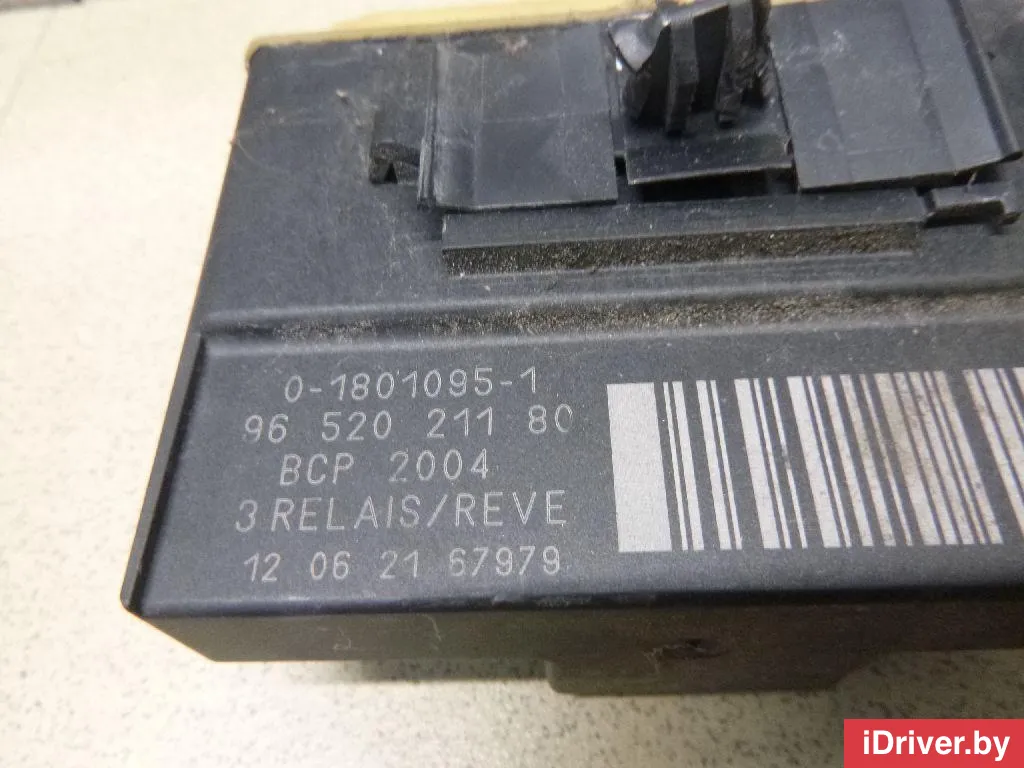 0-1801095-1
96 520 211 80
BCP 2004
3 RELAIS/REVE
12 06 21 67979
iDriver.by